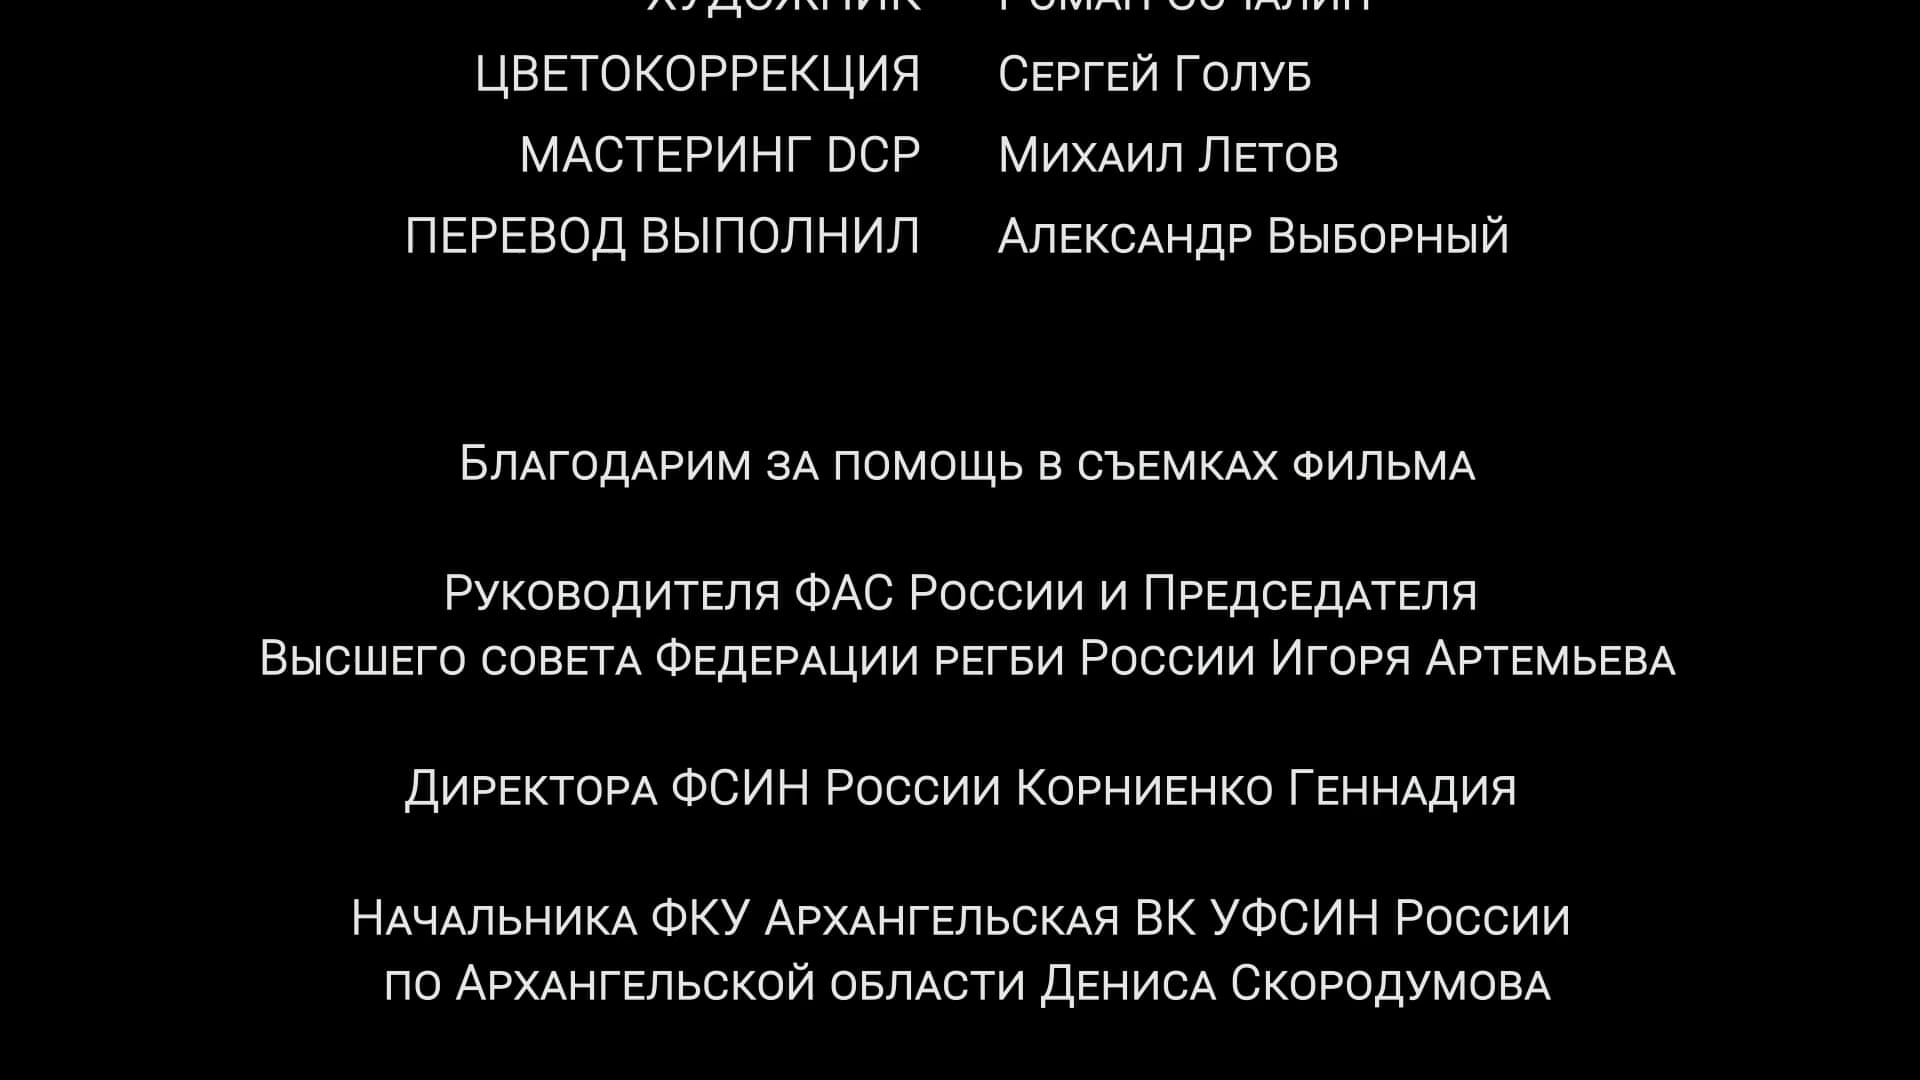 ХУДОЖНИК Роман
ЦВЕТОКОРРЕКЦИЯ Сергей Голуб
МАСТЕРИНГ DCP Михаил Летов
ПЕРЕВОД ВЫПОЛНИЛ Александр Выборный
Благодарим за помощь в съемках фильма
Руководителя ФАС России и Председателя
Высшего совета Федерации регби России Игоря Артемьева
Директора ФСИН России Корниенко Геннадия
Начальника ФКУ Архангельская ВК УФСИН России
по Архангельской области Дениса Скородумова